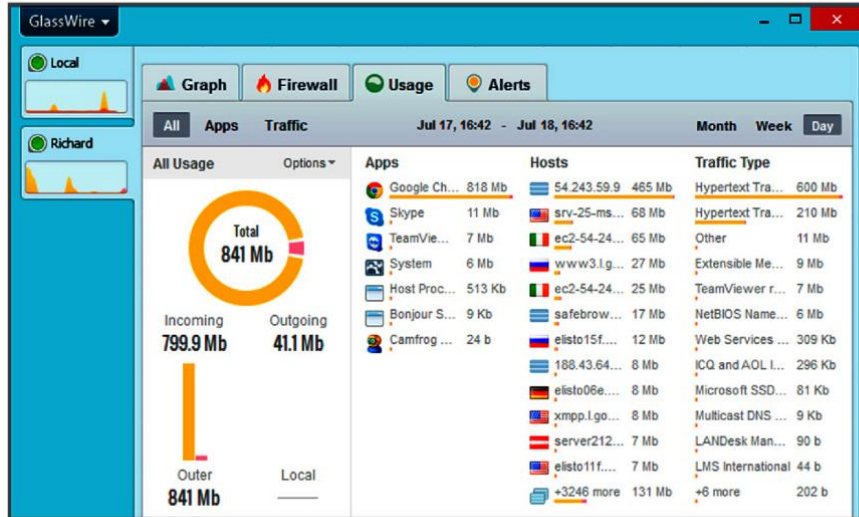 GlassWire
Local
Richard
Graph Firewall Usage Alerts
All Apps Traffic Jul 17, 16:42 - Jul 18, 16:42 Month Week Day
All Usage Options
Total
841 Mb
Incoming Outgoing
799.9 Mb 41.1 Mb
Outer Local
841 Mb
Apps
Google Ch... 818 Mb
Skype 11 Mb
TeamVie... 7 Mb
System 6 Mb
Host Proc... 513 Kb
Bonjour S... 9 Kb
Camfrog ... 24 b
Hosts
54.243.59.9 465 Mb
srv-25-ms... 68 Mb
ec2-54-24... 65 Mb
www3.l.g... 27 Mb
ec2-54-24... 25 Mb
safebrow... 17 Mb
elisto15f.... 12 Mb
188.43.64... 8 Mb
elisto06e.... 8 Mb
xmpp.l.go... 8 Mb
server212... 7 Mb
elisto11f.... 7 Mb
+3246 more 131 Mb
Traffic Type
Hypertext Tra... 600 Mb
Hypertext Tra... 210 Mb
Other 11 Mb
Extensible Me... 9 Mb
TeamViewer r... 7 Mb
NetBIOS Name... 6 Mb
Web Services ... 309 Kb
ICQ and AOL I... 296 Kb
Microsoft SSD... 81 Kb
Multicast DNS ... 9 Kb
LANDesk Man... 90 b
LMS International 44 b
+6 more 202 b